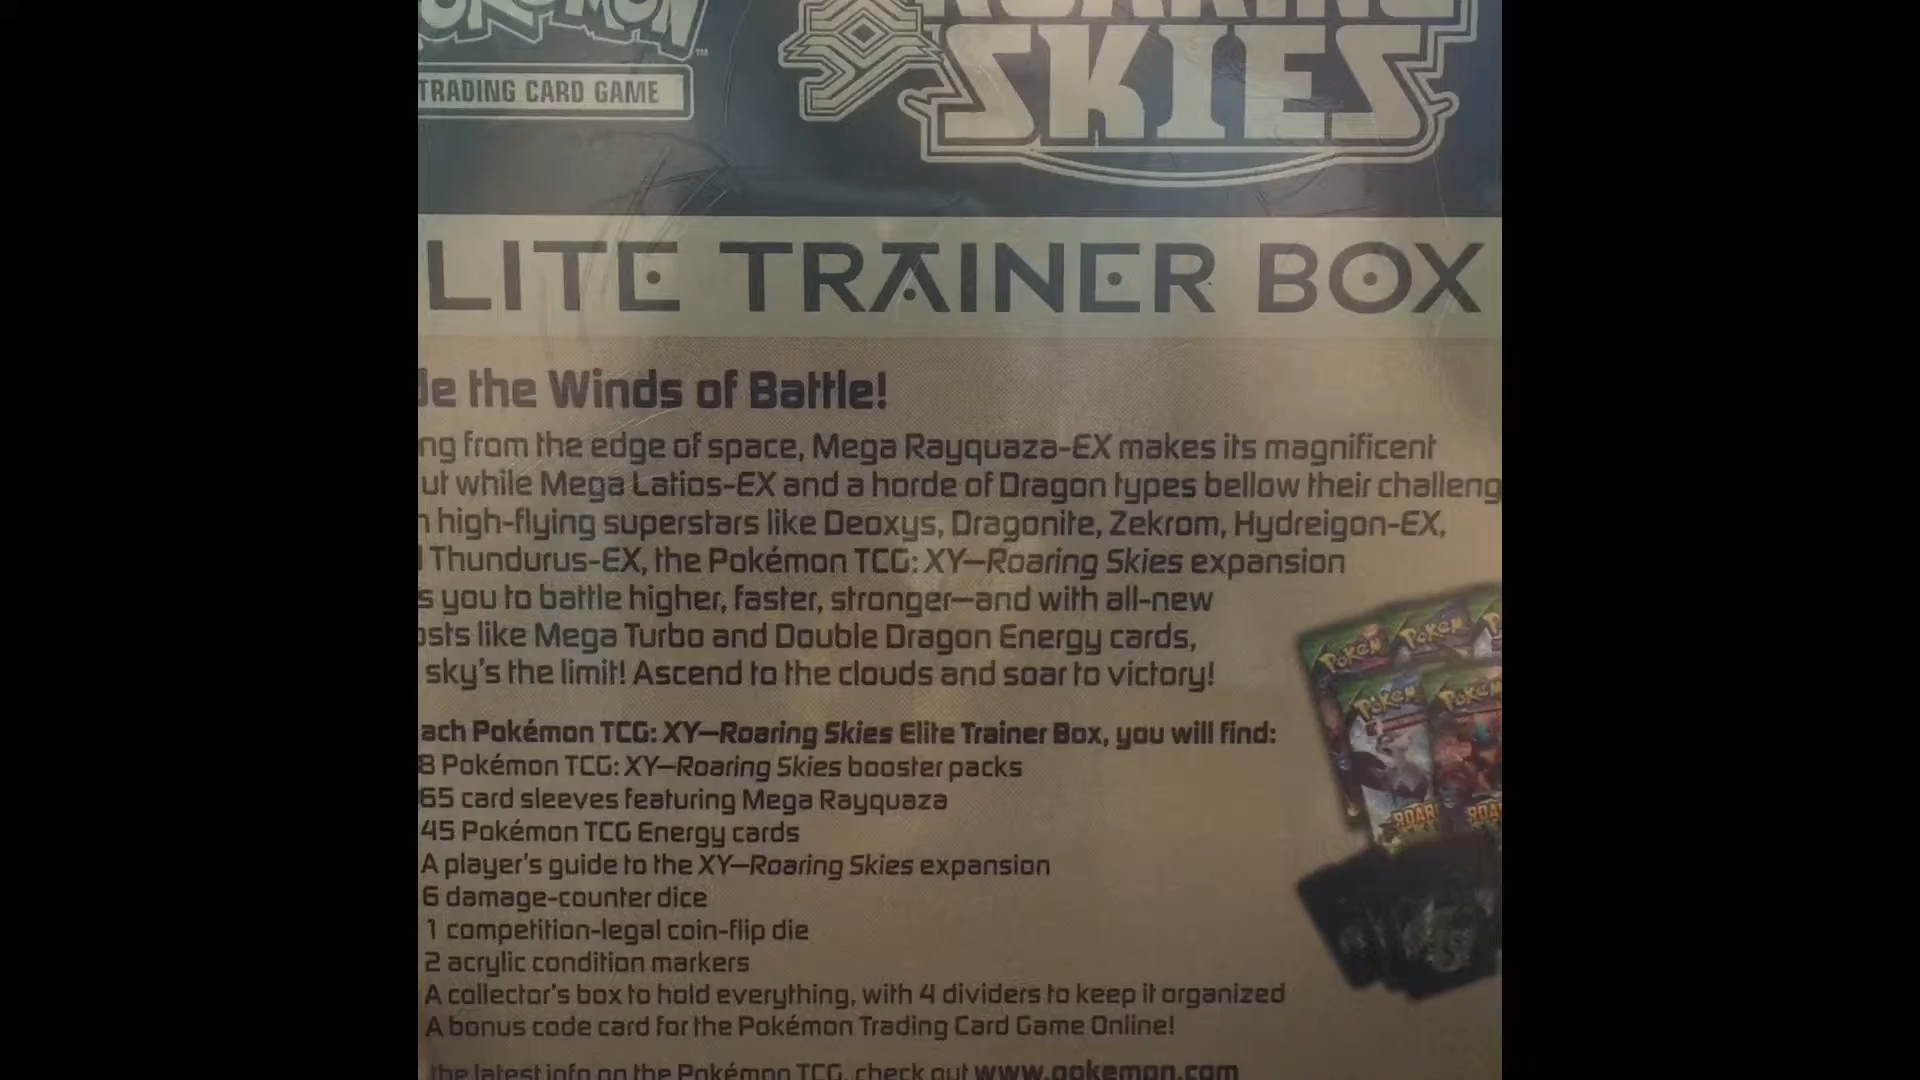 POKéMON
ROARING
TRADING CARD GAME
SKIES
LITE TRAINER BOX
de the Winds of Battle!
ng from the edge of space, Mega Rayquaza-EX makes its magnificent
ut while Mega Latios-EX and a horde of Dragon types bellow their challeng
h high-flying superstars like Deoxys, Dragonite, Zekrom, Hydreigon-EX,
Thundurus-EX, the Pokémon TCG: XY—Roaring Skies expansion
s you to battle higher, faster, stronger—and with all-new
osts like Mega Turbo and Double Dragon Energy cards,
sky's the limit! Ascend to the clouds and soar to victory!
ach Pokémon TCG: XY—Roaring Skies Elite Trainer Box, you will find:
8 Pokémon TCG: XY—Roaring Skies booster packs
65 card sleeves featuring Mega Rayquaza
45 Pokémon TCG Energy cards
A player's guide to the XY—Roaring Skies expansion
6 damage-counter dice
1 competition-legal coin-flip die
2 acrylic condition markers
A collector's box to hold everything, with 4 dividers to keep it organized
A bonus code card for the Pokémon Trading Card Game Online!
the latest info on the Pokémon TCG, check out www.pokemon.com